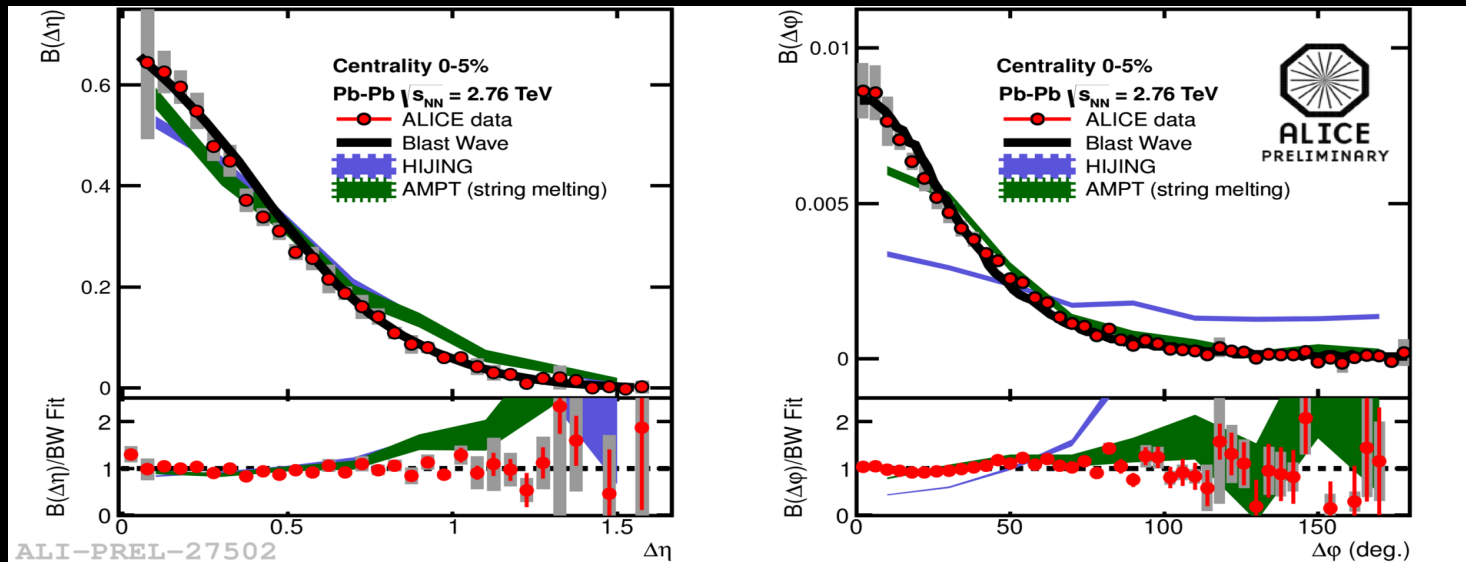 B(Δη)
0.6
0.4
0.2
0
Centrality 0-5%
Pb-Pb √sNN = 2.76 TeV
ALICE data
Blast Wave
HIJING
AMPT (string melting)
B(Δη)/BW Fit
2
1
0
0
0.5
1
1.5
Δη
B(Δφ)
0.01
0.005
0
Centrality 0-5%
Pb-Pb √sNN = 2.76 TeV
ALICE data
Blast Wave
HIJING
AMPT (string melting)
ALICE
PRELIMINARY
B(Δφ)/BW Fit
2
1
0
0
50
100
150
Δφ (deg.)
ALI-PREL-27502